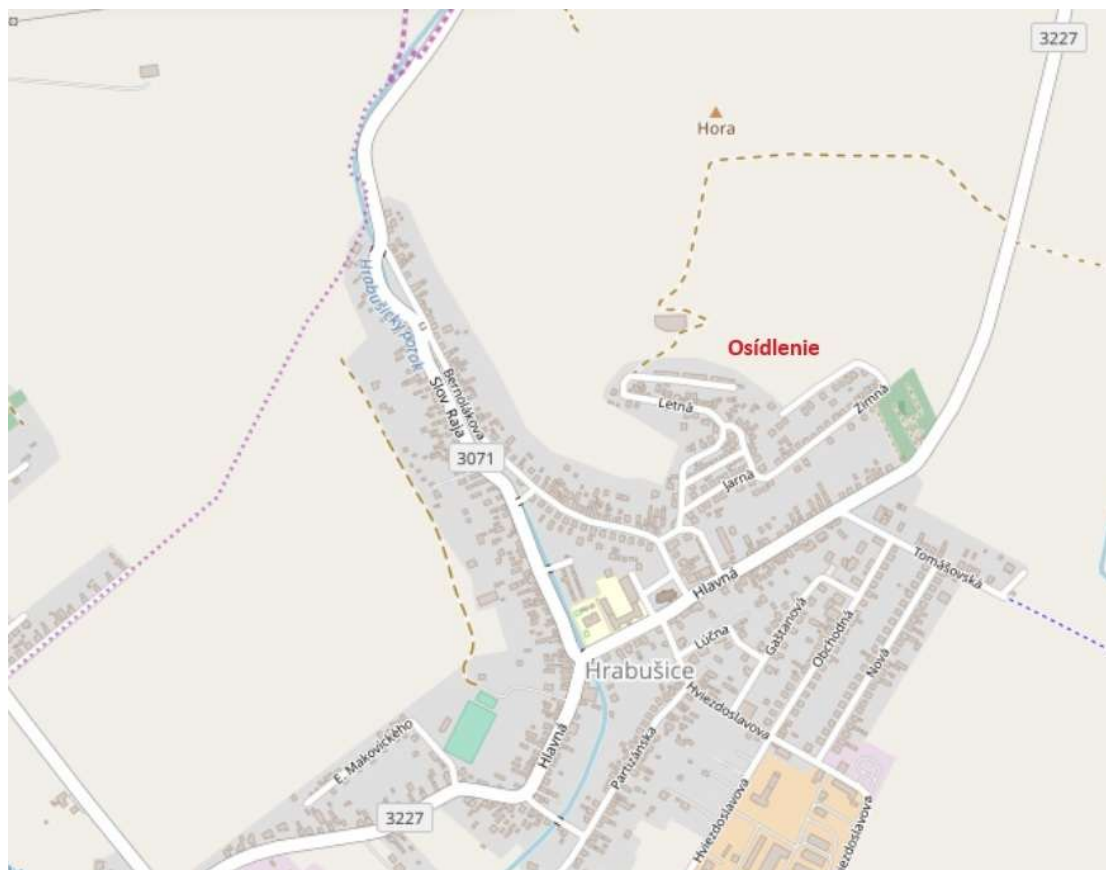 3227
Hora
Hrabušický potok
Osídlenie
Bernolákova
Slov. Raja
Letná
Zimná
3071
Jarná
Hlavná
Tomášovská
Gaštanová
Lúčna
Obchodná
Nová
Hrabušice
Hviezdoslavova
E. Makovického
Hlavná
Partizánska
3227
Hviezdoslavova
Hviezdoslavova